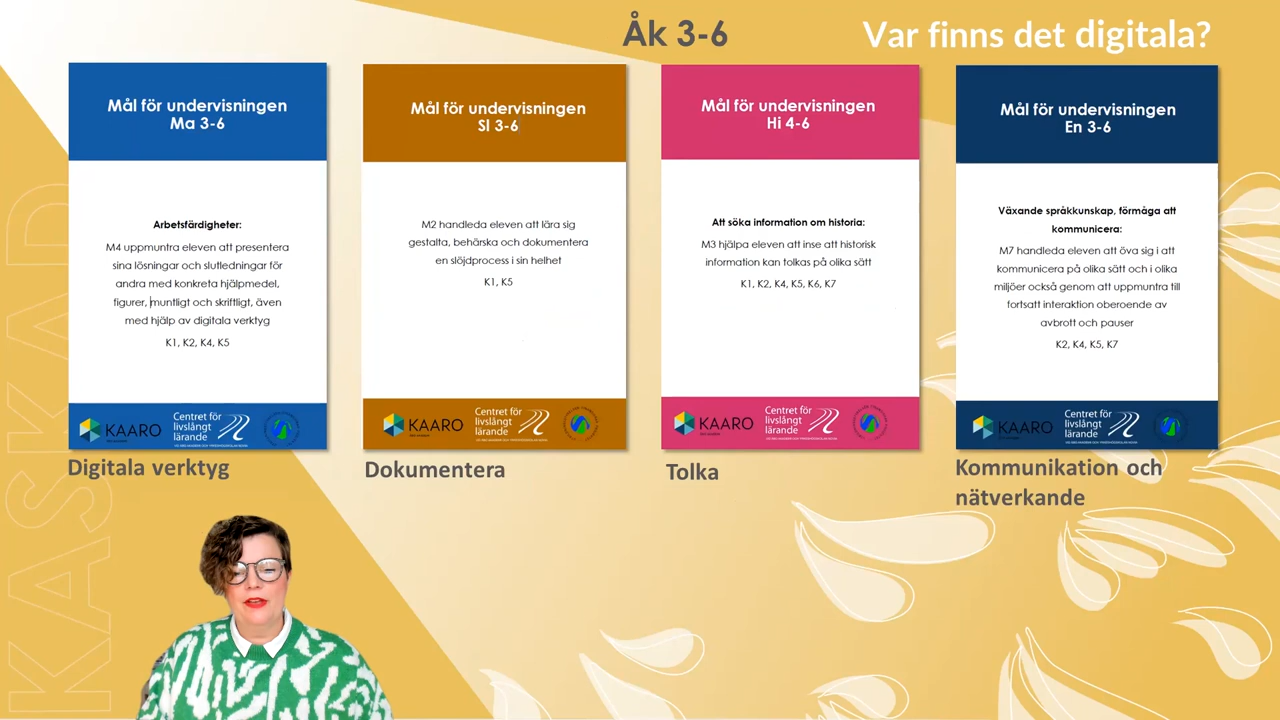 Åk 3-6
Var finns det digitala?
Mål för undervisningen
Ma 3-6
Arbetsfärdigheter:
M4 uppmuntra eleven att presentera
sina lösningar och slutledningar för
andra med konkreta hjälpmedel,
figurer, muntligt och skriftligt, även
med hjälp av digitala verktyg
K1, K2, K4, K5
KAARO
Centret för
livslångt
lärande
Digitala verktyg
Mål för undervisningen
Sl 3-6
M2 handleda eleven att lära sig
gestalta, behärska och dokumentera
en slöjdprocess i sin helhet
K1, K5
KAARO
Centret för
livslångt
lärande
Dokumentera
Mål för undervisningen
Hi 4-6
Att söka information om historia:
M3 hjälpa eleven att inse att historisk
information kan tolkas på olika sätt
K1, K2, K4, K5, K6, K7
KAARO
Centret för
livslångt
lärande
Tolka
Mål för undervisningen
En 3-6
Växande språkkunskap, förmåga att
kommunicera:
M7 handleda eleven att öva sig i att
kommunicera på olika sätt och i olika
miljöer också genom att uppmuntra till
fortsatt interaktion oberoende av
avbrott och pauser
K2, K4, K5, K7
KAARO
Centret för
livslångt
lärande
Kommunikation och
nätverkande
KASKAD